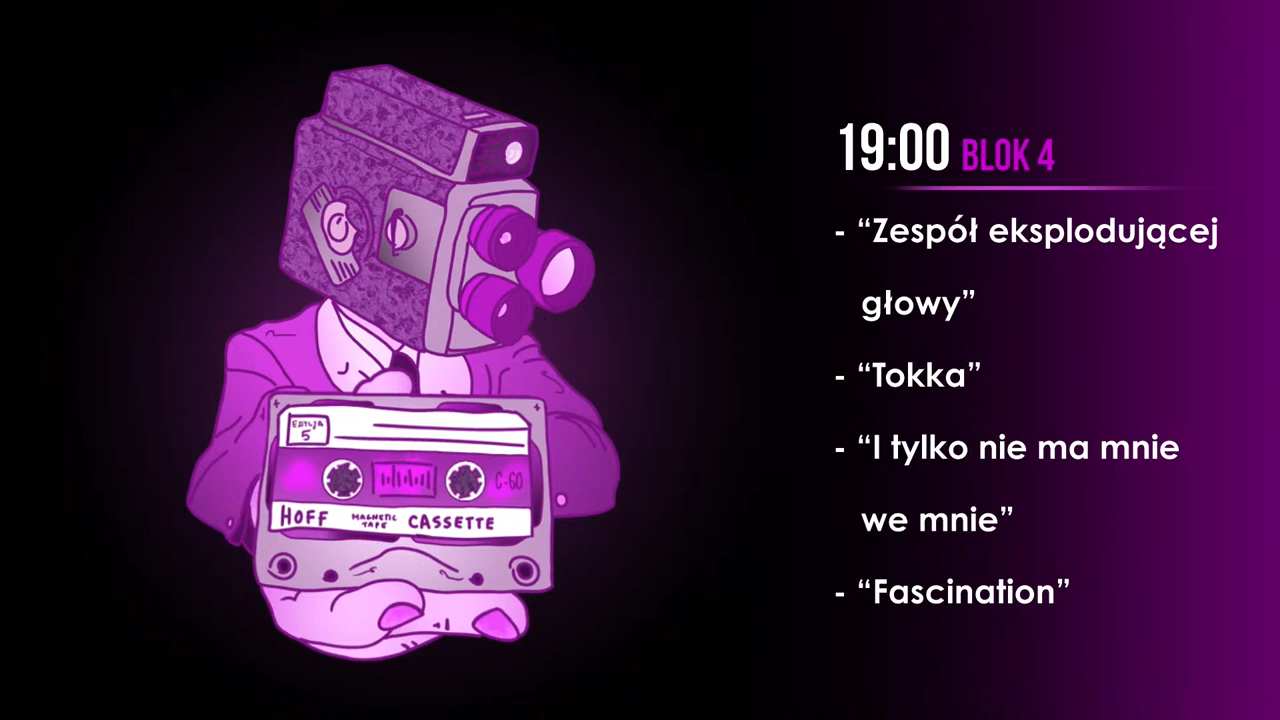 19:00 BLOK 4
- “Zespół eksplodującej
głowy”
- “Tokka”
- “I tylko nie ma mnie
we mnie”
- “Fascination”
EDYCJA
5
C-60
HOFF MAGNETIC TAPE CASSETTE